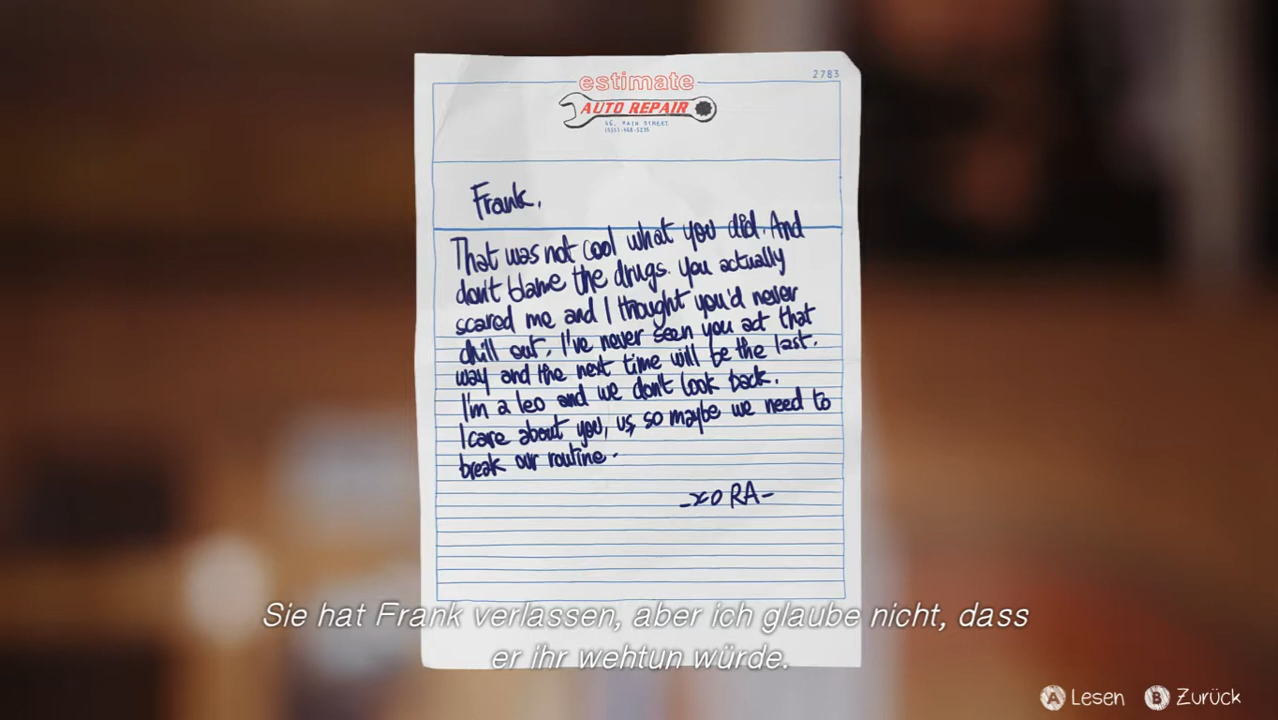 estimate
2783
AUTO REPAIR
Frank,
That was not cool what you did. And
don't blame the drugs. You actually
scared me and I thought you'd never
chill out. I've never seen you act that
way and the next time will be the last.
I'm a leo and we don't look back.
I care about you, us, so maybe we need to
break our routine.
-xo RA-
Sie hat Frank verlassen, aber ich glaube nicht, dass
er ihr wehtun würde.
A Lesen B Zurück